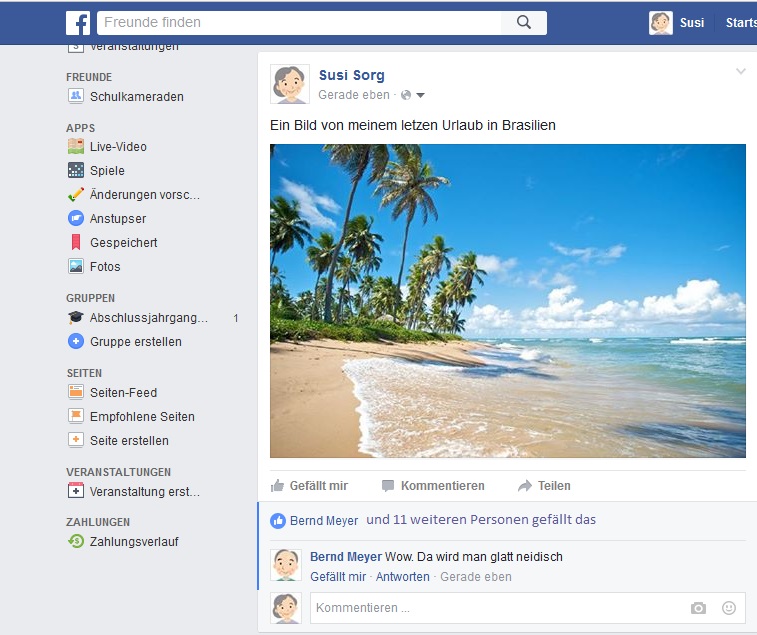 f Freunde finden Susi Starts
Veranstaltungen
FREUNDE
Schulkameraden
APPS
Live-Video
Spiele
Änderungen vorsc...
Anstupser
Gespeichert
Fotos
GRUPPEN
Abschlussjahrgang... 1
Gruppe erstellen
SEITEN
Seiten-Feed
Empfohlene Seiten
Seite erstellen
VERANSTALTUNGEN
Veranstaltung erst...
ZAHLUNGEN
Zahlungsverlauf
Susi Sorg
Gerade eben ·
Ein Bild von meinem letzen Urlaub in Brasilien
Gefällt mir Kommentieren Teilen
Bernd Meyer und 11 weiteren Personen gefällt das
Bernd Meyer Wow. Da wird man glatt neidisch
Gefällt mir · Antworten · Gerade eben
Kommentieren ...